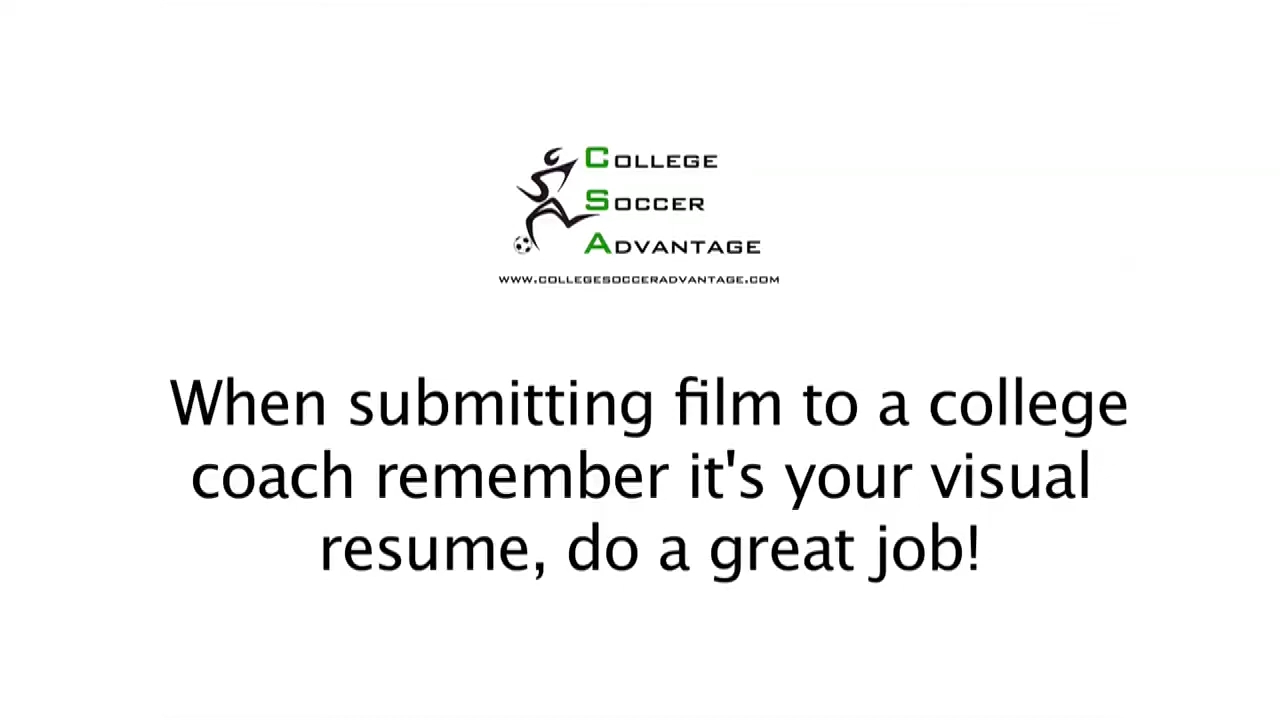 College
Soccer
Advantage
www.collegesocceradvantage.com
When submitting film to a college
coach remember it's your visual
resume, do a great job!